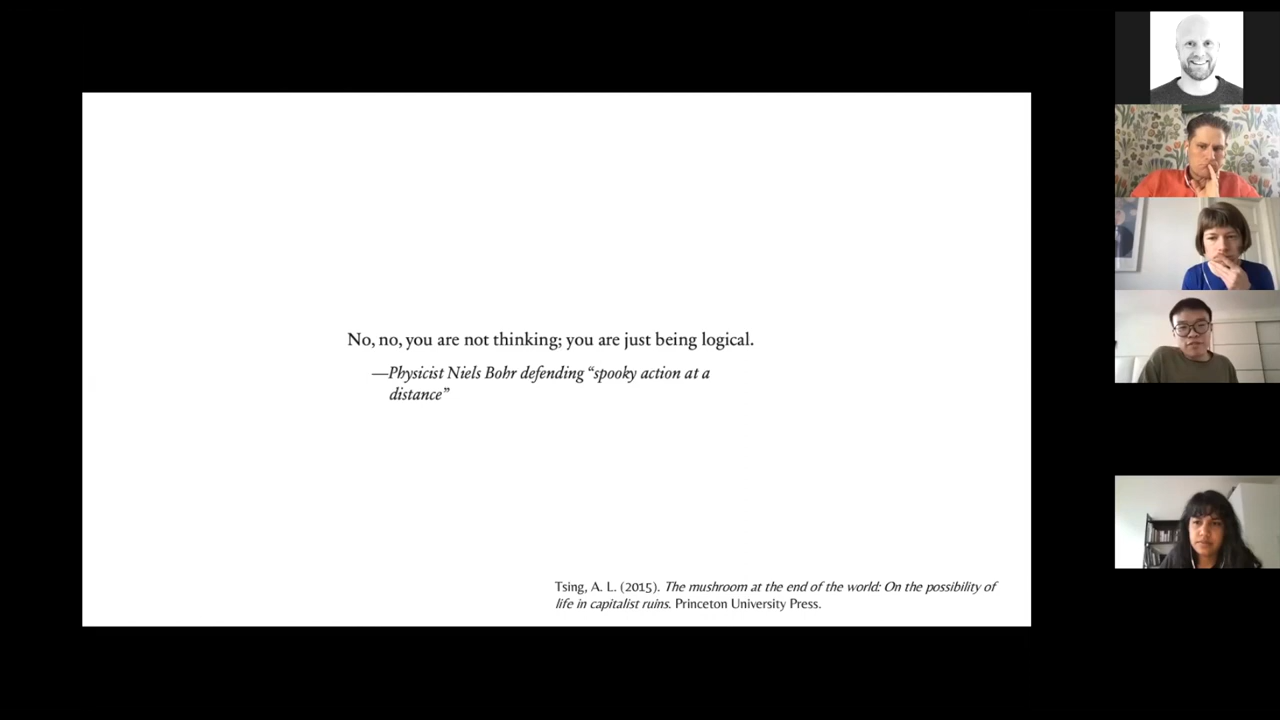 No, no, you are not thinking; you are just being logical.
—Physicist Niels Bohr defending “spooky action at a
distance”
Tsing, A. L. (2015). The mushroom at the end of the world: On the possibility of
life in capitalist ruins. Princeton University Press.